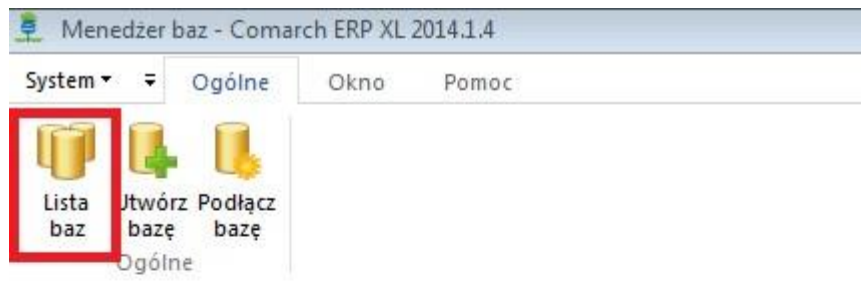 Menedżer baz - Comarch ERP XL 2014.1.4
System Ogólne Okno Pomoc
Lista Utwórz Podłącz
baz bazę bazę
Ogólne